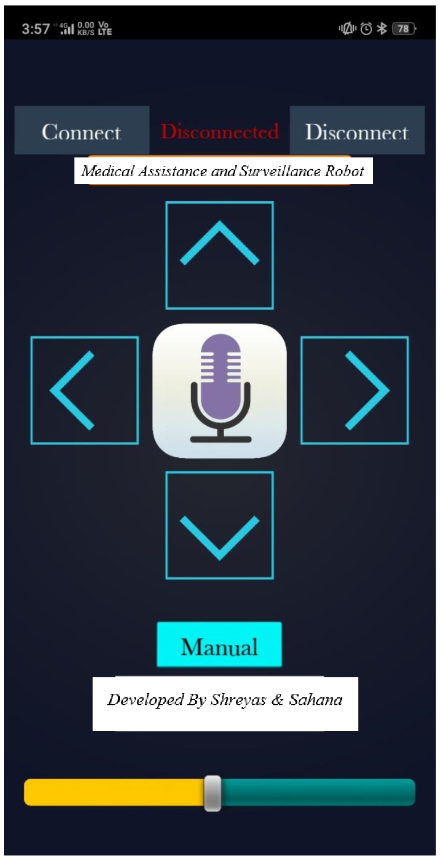 3:57 4G 0.00 KB/S Vo LTE 78
Connect Disconnected Disconnect
Medical Assistance and Surveillance Robot
Manual
Developed By Shreyas & Sahana